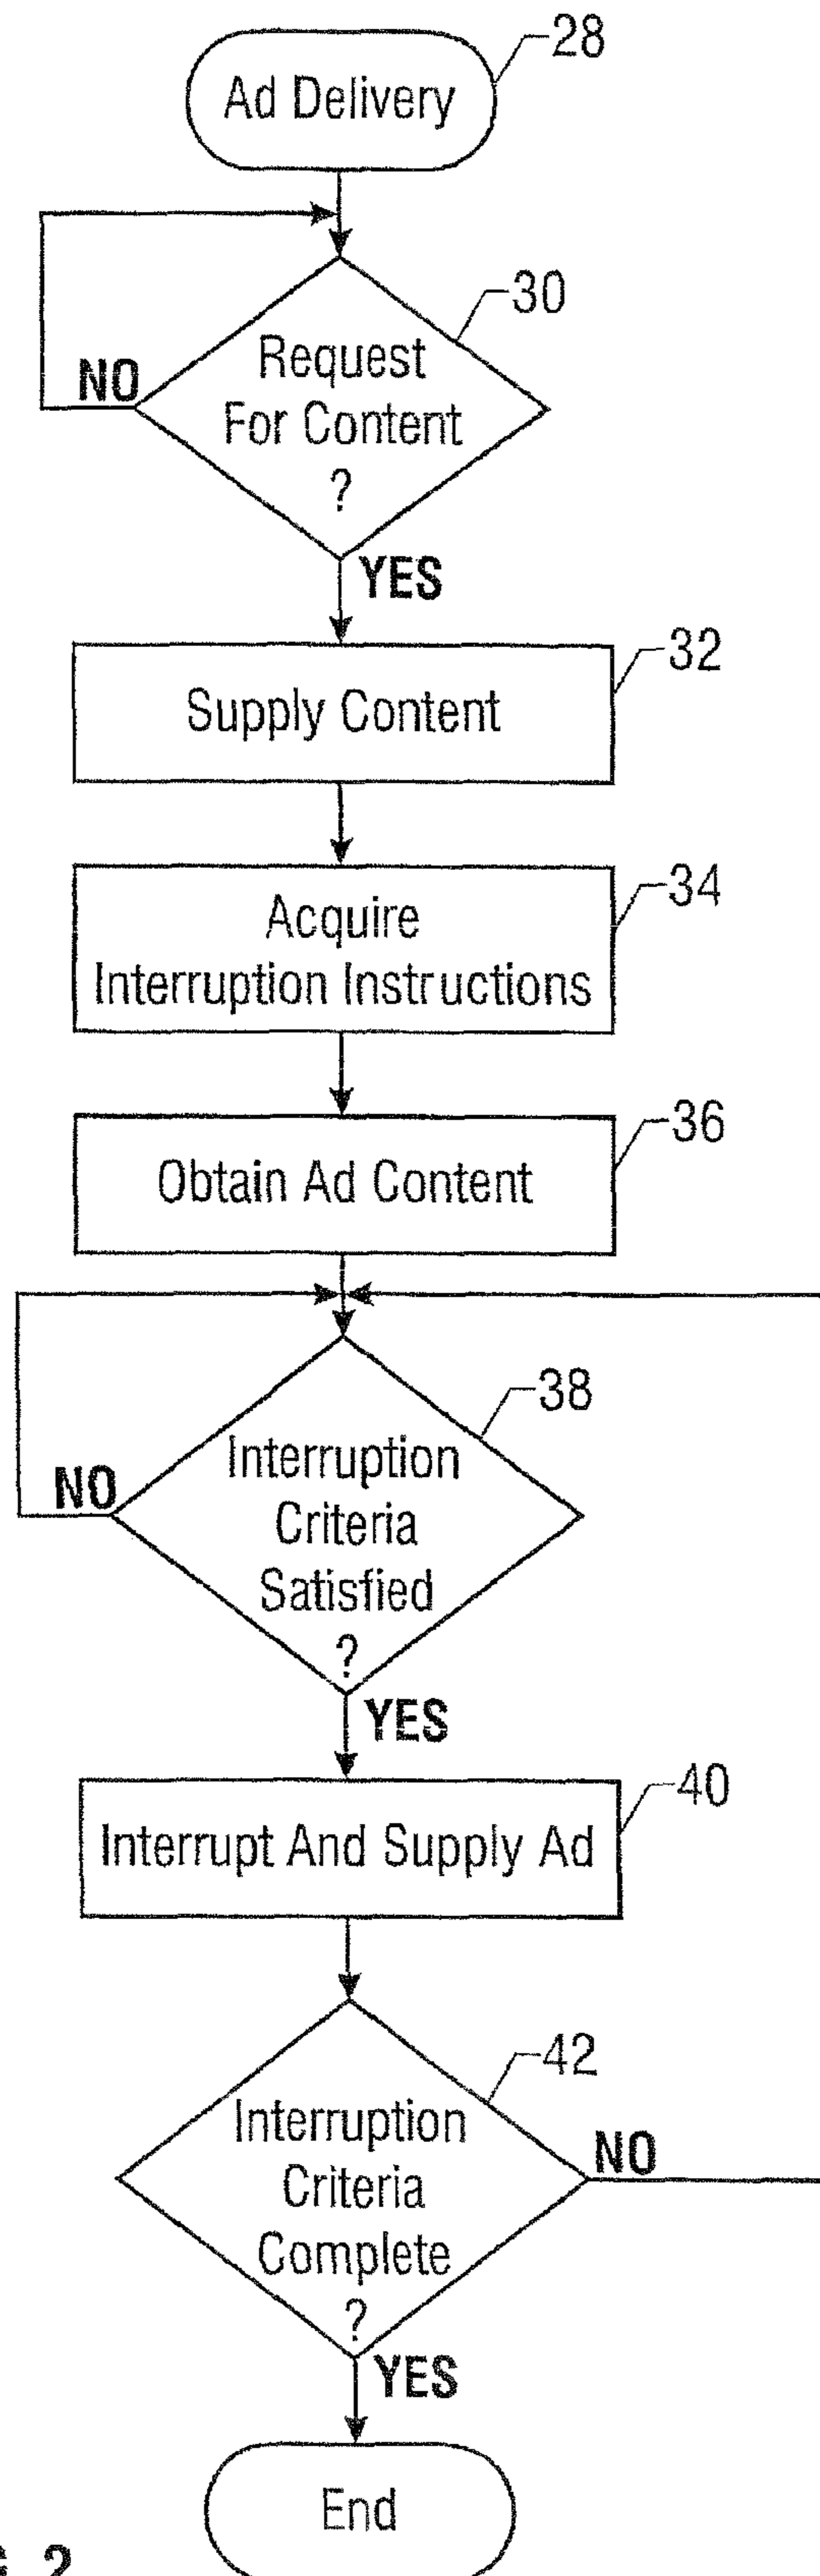 28
Ad Delivery
30
Request
For Content
?
NO
YES
32
Supply Content
34
Acquire
Interruption Instructions
36
Obtain Ad Content
38
Interruption
Criteria
Satisfied
?
NO
YES
40
Interrupt And Supply Ad
42
Interruption
Criteria
Complete
?
NO
YES
End
2